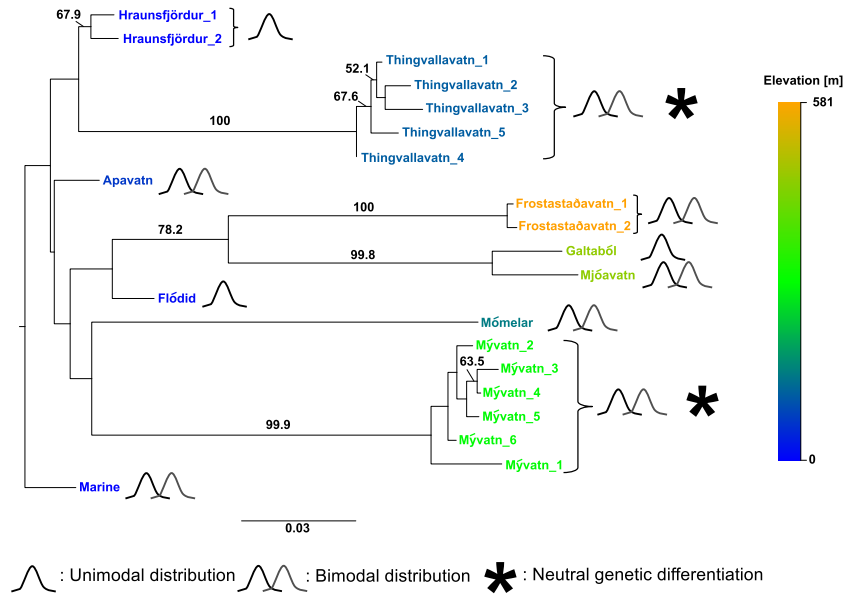 67.9
Hraunsfjördur_1
Hraunsfjördur_2
Thingvallavatn_1
52.1
Thingvallavatn_2
67.6
Thingvallavatn_3
100
Thingvallavatn_5
Thingvallavatn_4
Apavatn
Frostastaðavatn_1
100
Frostastaðavatn_2
78.2
Galtaból
99.8
Mjóavatn
Flódid
Mómelar
Mývatn_2
63.5
Mývatn_3
Mývatn_4
Mývatn_5
99.9
Mývatn_6
Mývatn_1
Marine
0.03
Elevation [m]
581
0
: Unimodal distribution
: Bimodal distribution
* : Neutral genetic differentiation